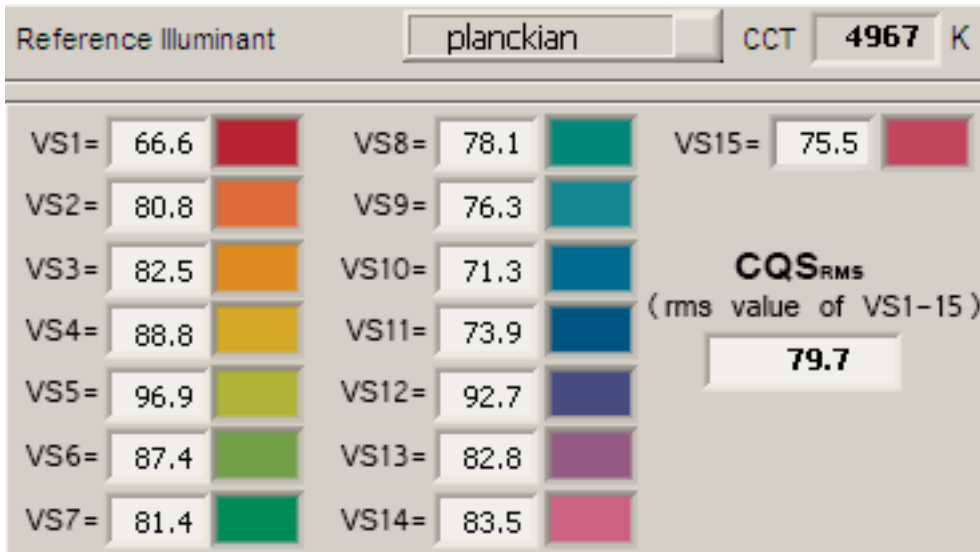 Reference Illuminant planckian CCT 4967 K
VS1= 66.6 VS8= 78.1 VS15= 75.5
VS2= 80.8 VS9= 76.3
VS3= 82.5 VS10= 71.3 CQSRMS
VS4= 88.8 VS11= 73.9 (rms value of VS1-15)
VS5= 96.9 VS12= 92.7 79.7
VS6= 87.4 VS13= 82.8
VS7= 81.4 VS14= 83.5